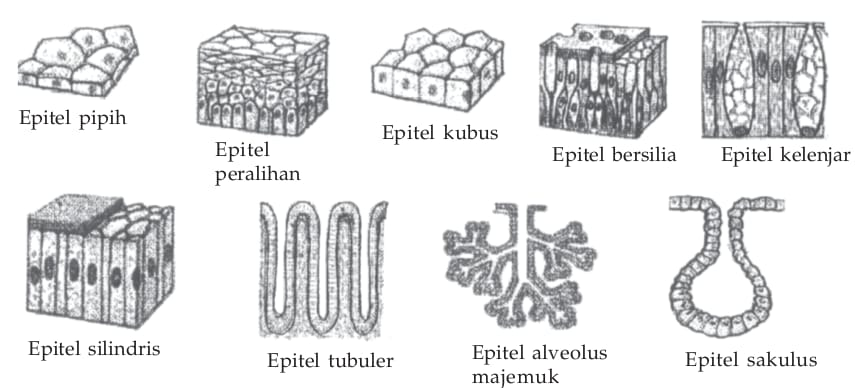 Epitel pipih
Epitel
peralihan
Epitel kubus
Epitel bersilia
Epitel kelenjar
Epitel silindris
Epitel tubuler
Epitel alveolus
majemuk
Epitel sakulus